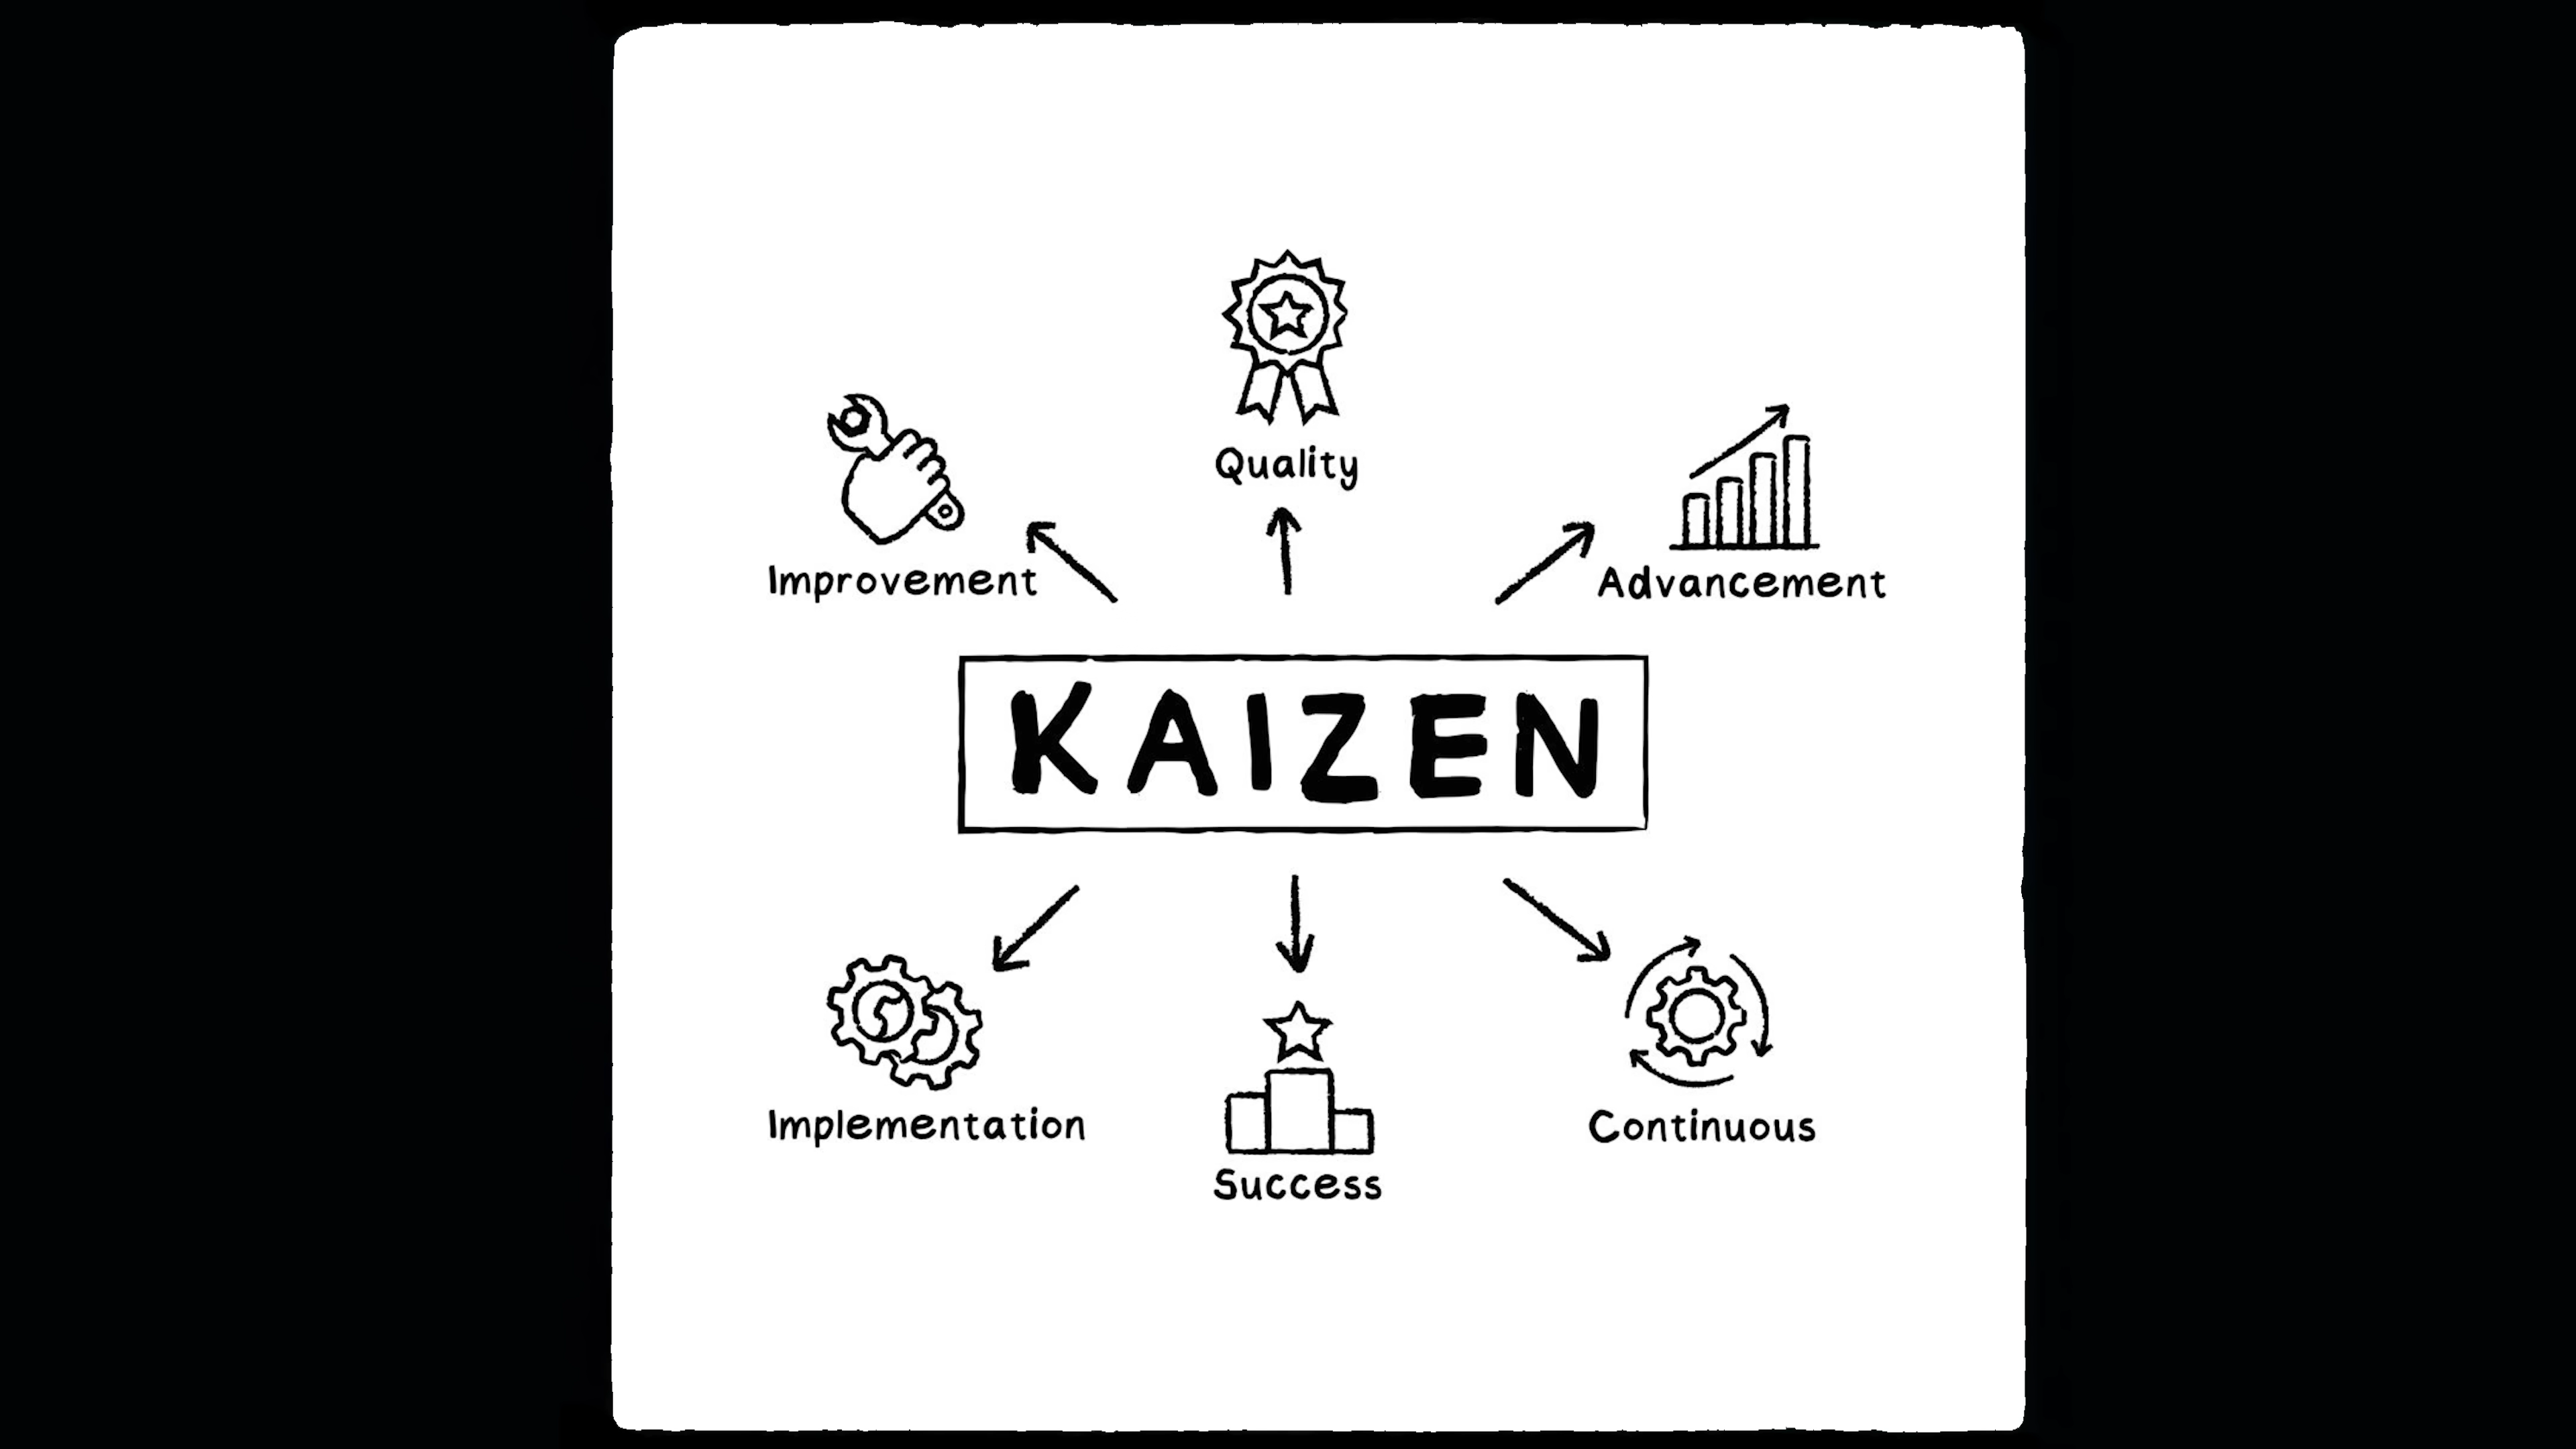 Quality
Improvement
Advancement
KAIZEN
Implementation
Continuous
Success